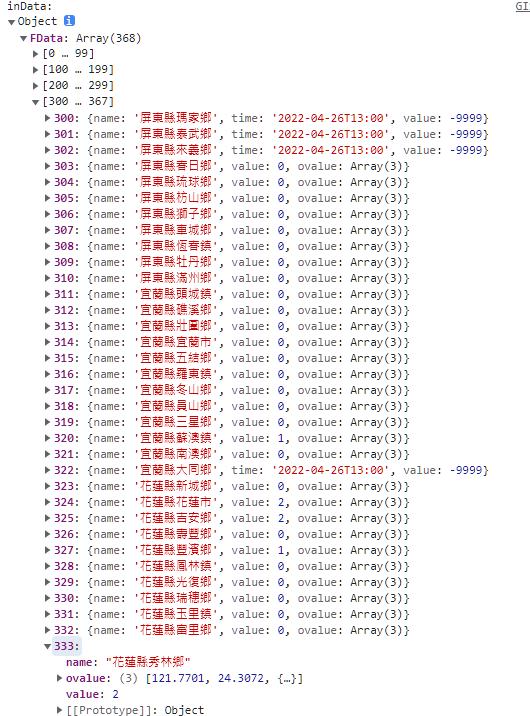 inData: GI
▼Object i
▼FData: Array(368)
▶[0 … 99]
▶[100 … 199]
▶[200 … 299]
▼[300 … 367]
▶300: {name: '屏東縣瑪家鄉', time: '2022-04-26T13:00', value: -9999}
▶301: {name: '屏東縣泰武鄉', time: '2022-04-26T13:00', value: -9999}
▶302: {name: '屏東縣來義鄉', time: '2022-04-26T13:00', value: -9999}
▶303: {name: '屏東縣春日鄉', value: 0, ovalue: Array(3)}
▶304: {name: '屏東縣琉球鄉', value: 0, ovalue: Array(3)}
▶305: {name: '屏東縣枋山鄉', value: 0, ovalue: Array(3)}
▶306: {name: '屏東縣獅子鄉', value: 0, ovalue: Array(3)}
▶307: {name: '屏東縣車城鄉', value: 0, ovalue: Array(3)}
▶308: {name: '屏東縣恆春鎮', value: 0, ovalue: Array(3)}
▶309: {name: '屏東縣牡丹鄉', value: 0, ovalue: Array(3)}
▶310: {name: '屏東縣滿州鄉', value: 0, ovalue: Array(3)}
▶311: {name: '宜蘭縣頭城鎮', value: 0, ovalue: Array(3)}
▶312: {name: '宜蘭縣礁溪鄉', value: 0, ovalue: Array(3)}
▶313: {name: '宜蘭縣壯圍鄉', value: 0, ovalue: Array(3)}
▶314: {name: '宜蘭縣宜蘭市', value: 0, ovalue: Array(3)}
▶315: {name: '宜蘭縣五結鄉', value: 0, ovalue: Array(3)}
▶316: {name: '宜蘭縣羅東鎮', value: 0, ovalue: Array(3)}
▶317: {name: '宜蘭縣冬山鄉', value: 0, ovalue: Array(3)}
▶318: {name: '宜蘭縣員山鄉', value: 0, ovalue: Array(3)}
▶319: {name: '宜蘭縣三星鄉', value: 0, ovalue: Array(3)}
▶320: {name: '宜蘭縣蘇澳鎮', value: 1, ovalue: Array(3)}
▶321: {name: '宜蘭縣南澳鄉', value: 0, ovalue: Array(3)}
▶322: {name: '宜蘭縣大同鄉', time: '2022-04-26T13:00', value: -9999}
▶323: {name: '花蓮縣新城鄉', value: 0, ovalue: Array(3)}
▶324: {name: '花蓮縣花蓮市', value: 2, ovalue: Array(3)}
▶325: {name: '花蓮縣吉安鄉', value: 2, ovalue: Array(3)}
▶326: {name: '花蓮縣壽豐鄉', value: 0, ovalue: Array(3)}
▶327: {name: '花蓮縣豐濱鄉', value: 1, ovalue: Array(3)}
▶328: {name: '花蓮縣鳳林鎮', value: 0, ovalue: Array(3)}
▶329: {name: '花蓮縣光復鄉', value: 0, ovalue: Array(3)}
▶330: {name: '花蓮縣瑞穗鄉', value: 0, ovalue: Array(3)}
▶331: {name: '花蓮縣玉里鎮', value: 0, ovalue: Array(3)}
▶332: {name: '花蓮縣富里鄉', value: 0, ovalue: Array(3)}
▼333:
name: "花蓮縣秀林鄉"
▶ovalue: (3) [121.7701, 24.3072, {…}]
value: 2
▶[[Prototype]]: Object